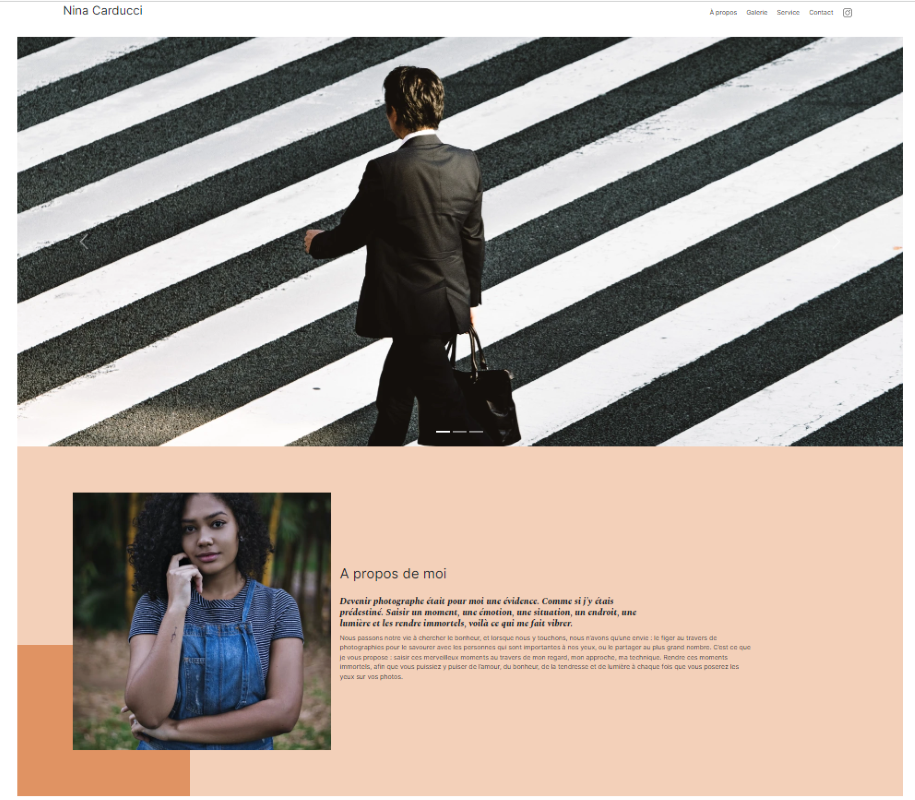 Nina Carducci
À propos Galerie Service Contact
A propos de moi
Devenir photographe était pour moi une évidence. Comme si j'y étais
prédestiné. Saisir un moment, une émotion, une situation, un endroit, une
lumière et les rendre immortels, voilà ce qui me fait vibrer.
Nous passons notre vie à chercher le bonheur, et lorsque nous y touchons, nous n'avons qu'une envie : le figer au travers de
photographies pour le savourer avec les personnes qui sont importantes à nos yeux, ou le partager au plus grand nombre. C'est ce que
je vous propose : saisir ces merveilleux moments au travers de mon regard, mon approche, ma technique. Rendre ces moments
immortels, afin que vous puissiez y puiser de l'amour, du bonheur, de la tendresse et de lumière à chaque fois que vous poserez les
yeux sur vos photos.